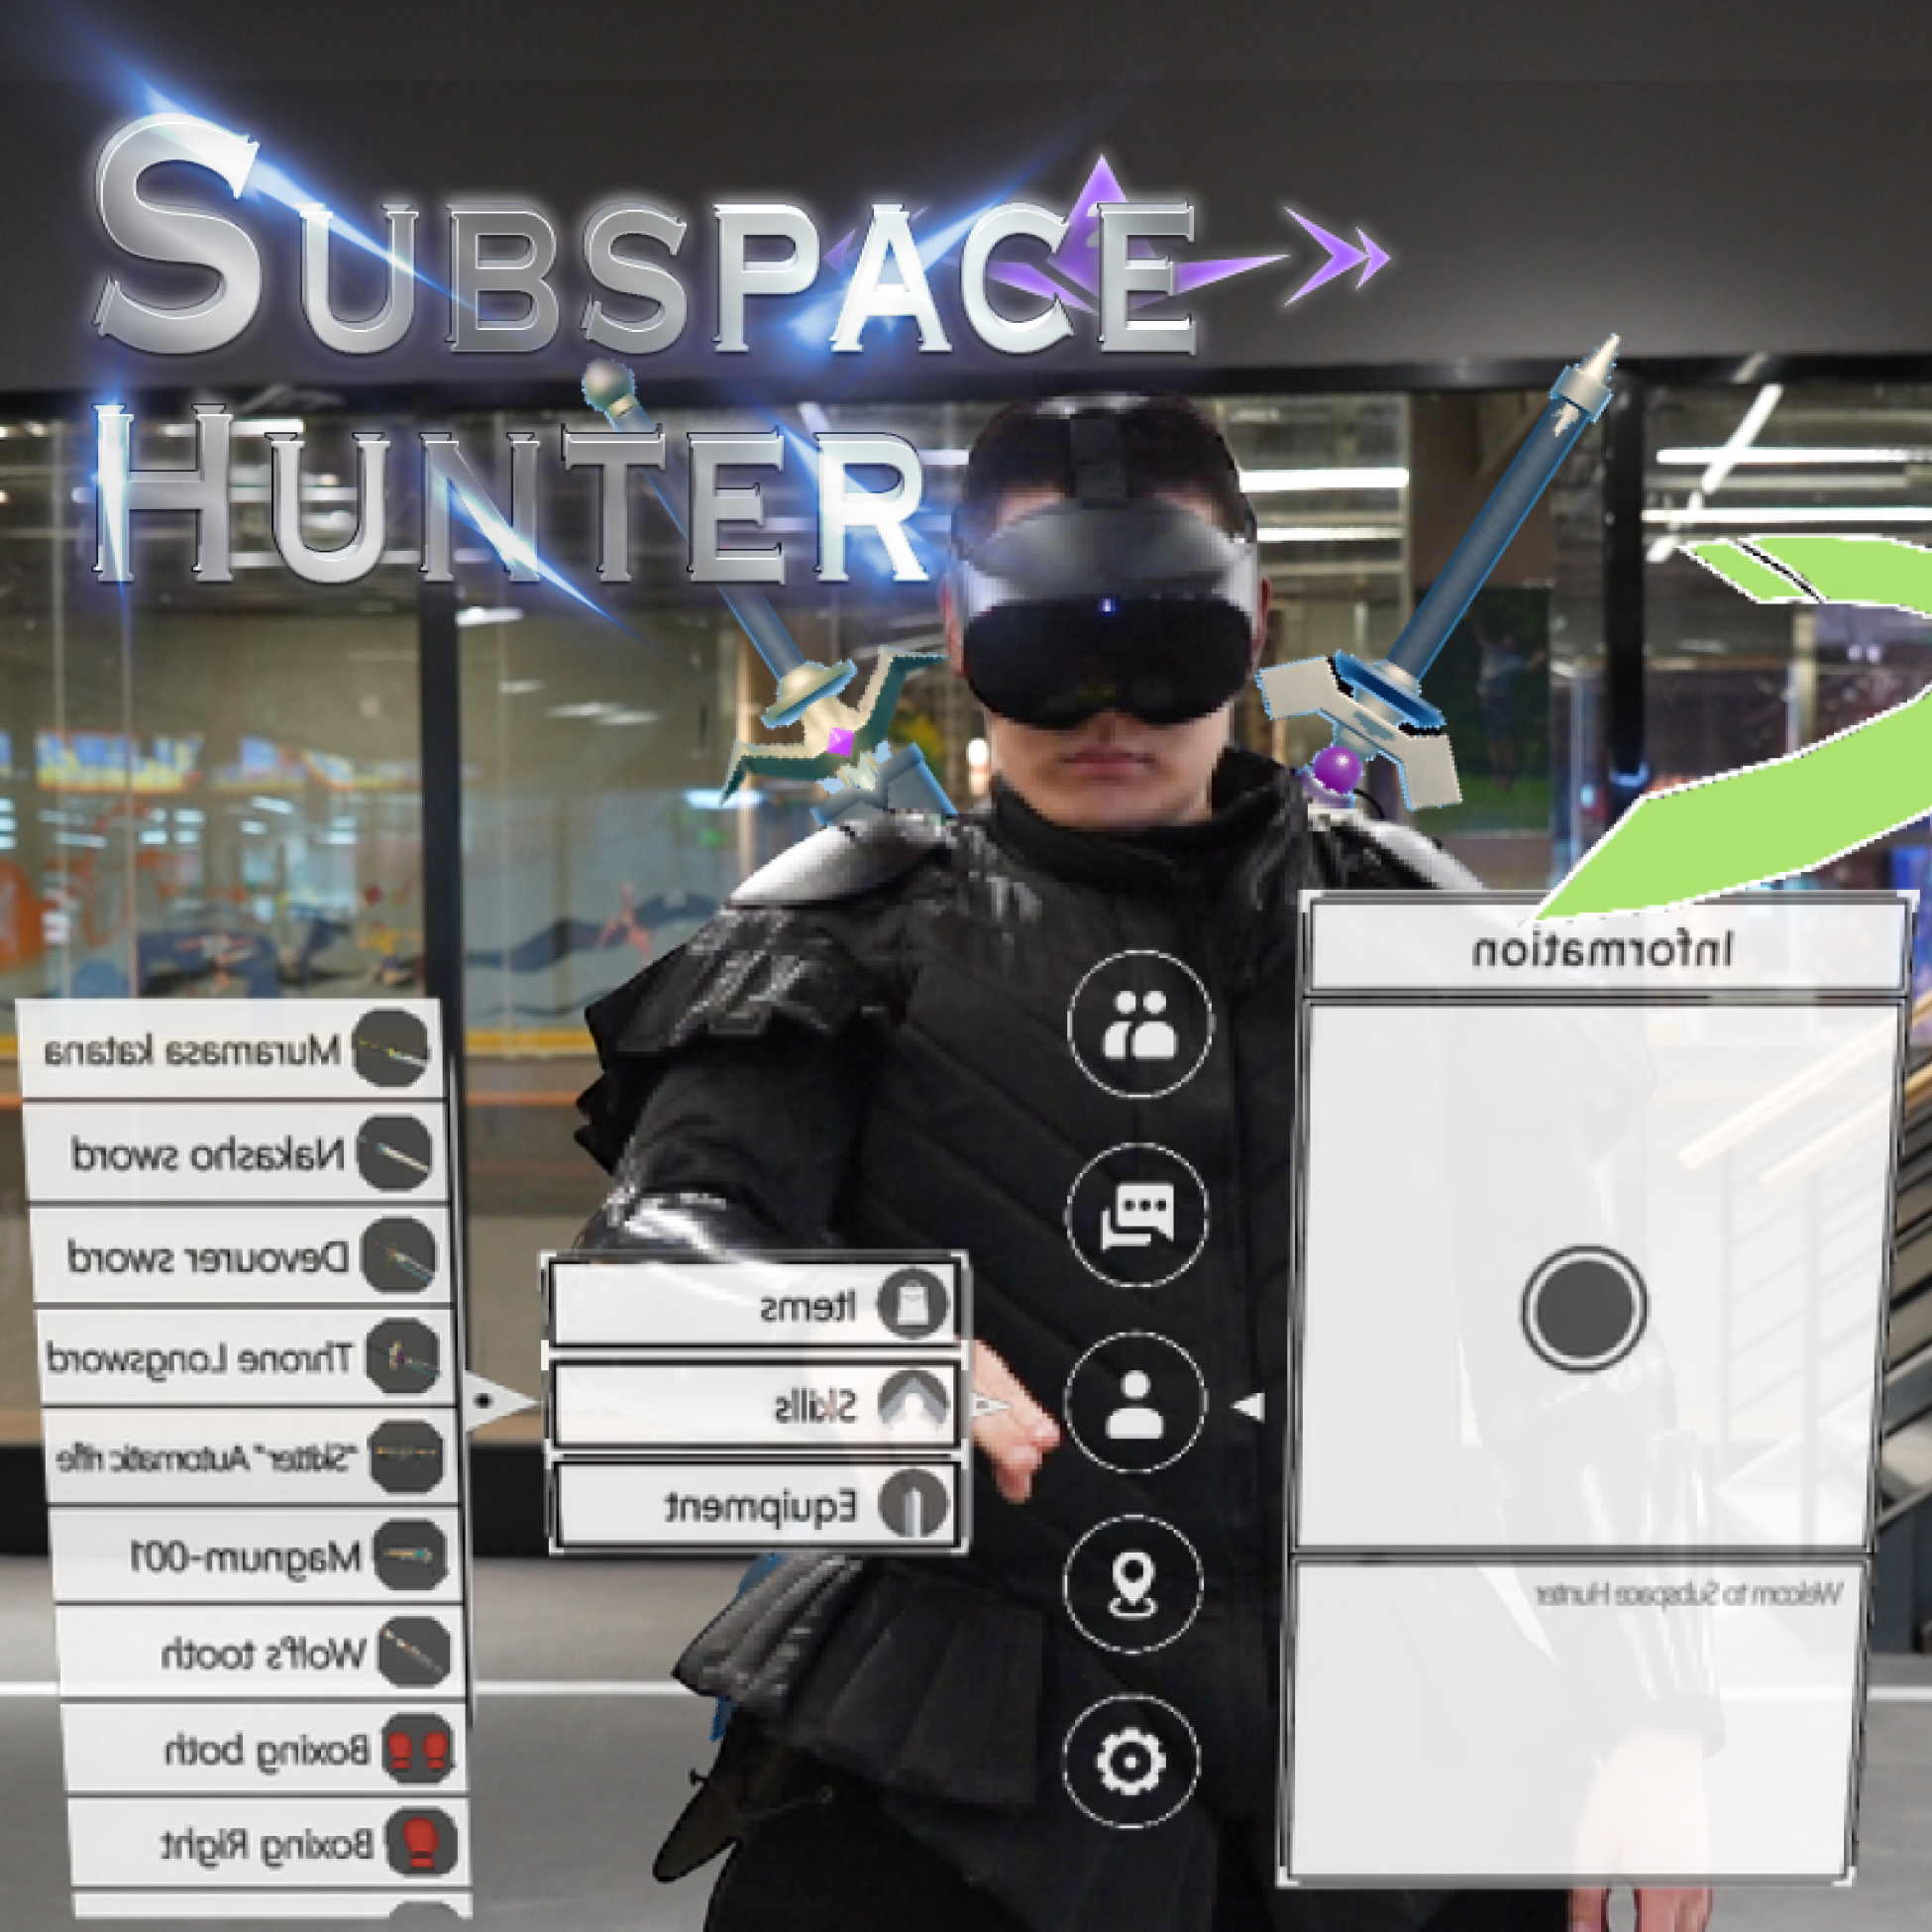 SUBSPACE
HUNTER
Information
Muramasa katana
Nakasho sword
Devourer sword
Throne Longsword
"Skitter" Automatic rifle
Magnum-001
Wolf's tooth
Boxing both
Boxing Right
Items
Skills
Equipment
Welcom to Subspace Hunter